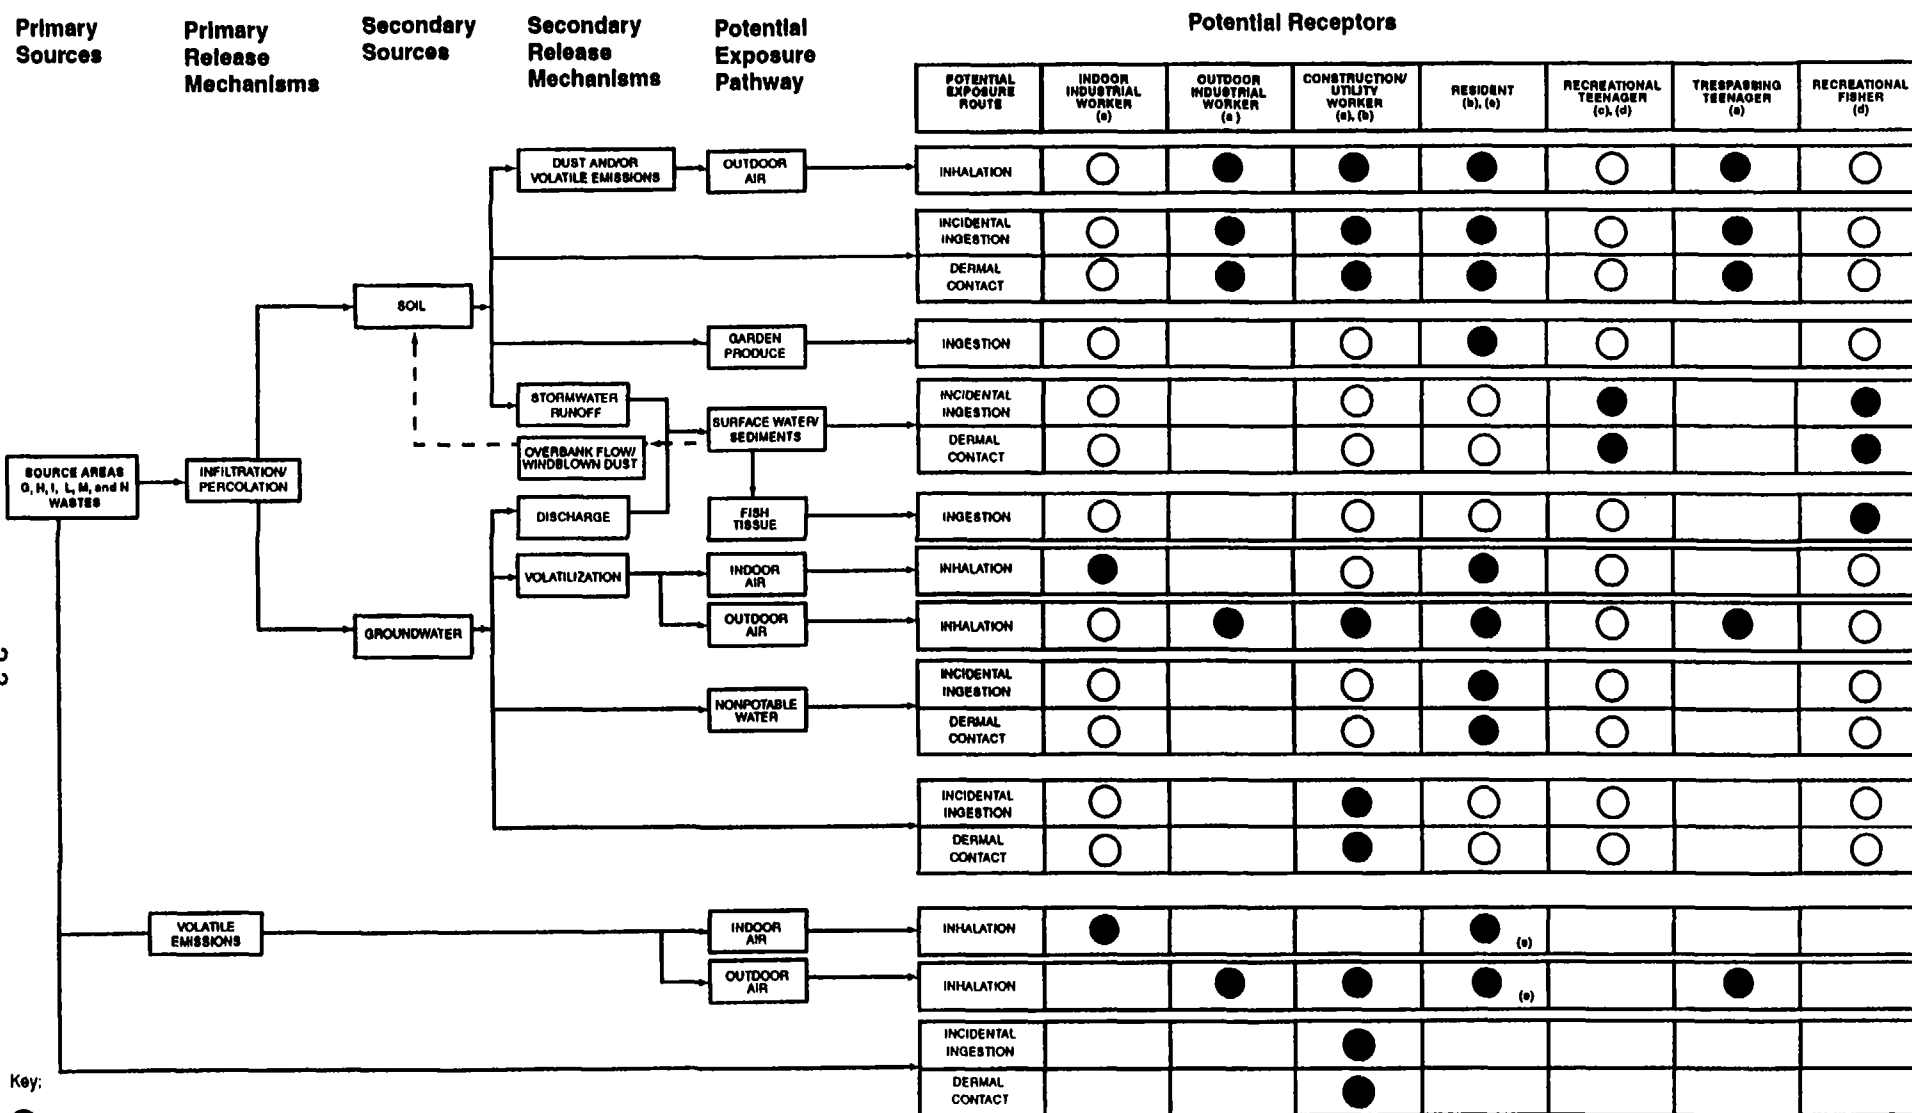 Primary
Sources
Primary
Release
Mechanisms
Secondary
Sources
Secondary
Release
Mechanisms
Potential
Exposure
Pathway
Potential Receptors
POTENTIAL
EXPOSURE
ROUTE
INDOOR
INDUSTRIAL
WORKER
(a)
OUTDOOR
INDUSTRIAL
WORKER
(a )
CONSTRUCTION/
UTILITY
WORKER
(a), (b)
RESIDENT
(b), (e)
RECREATIONAL
TEENAGER
(c), (d)
TRESPASSING
TEENAGER
(a)
RECREATIONAL
FISHER
(d)
DUST AND/OR
VOLATILE EMISSIONS
OUTDOOR
AIR
INHALATION
INCIDENTAL
INGESTION
DERMAL
CONTACT
SOIL
GARDEN
PRODUCE
INGESTION
STORMWATER
RUNOFF
SURFACE WATER/
SEDIMENTS
INCIDENTAL
INGESTION
DERMAL
CONTACT
OVERBANK FLOW/
WINDBLOWN DUST
SOURCE AREAS
G, H, I, L, M, and N
WASTES
INFILTRATION/
PERCOLATION
DISCHARGE
FISH
TISSUE
INGESTION
VOLATILIZATION
INDOOR
AIR
INHALATION
GROUNDWATER
OUTDOOR
AIR
INHALATION
NONPOTABLE
WATER
INCIDENTAL
INGESTION
DERMAL
CONTACT
INCIDENTAL
INGESTION
DERMAL
CONTACT
VOLATILE
EMISSIONS
INDOOR
AIR
INHALATION
(e)
OUTDOOR
AIR
INHALATION
(e)
INCIDENTAL
INGESTION
DERMAL
CONTACT
Key: